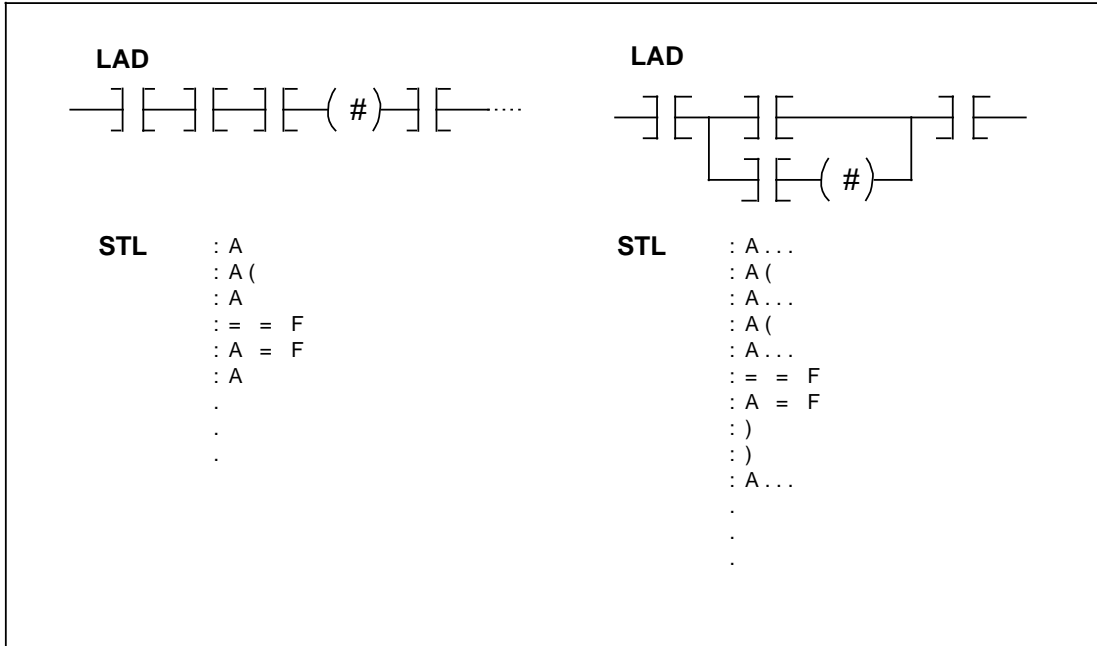 LAD
( # )
STL
: A
: A (
: A
: = = F
: A = F
: A
.
.
.
LAD
( # )
STL
: A . . .
: A (
: A . . .
: A (
: A . . .
: = = F
: A = F
: )
: )
: A . . .
.
.
.